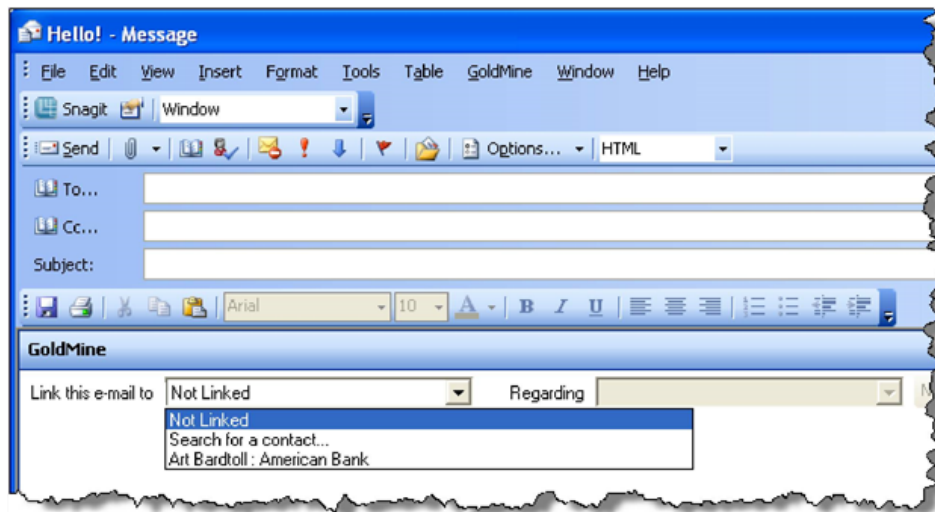 Hello! - Message
File Edit View Insert Format Tools Table GoldMine Window Help
Snagit Window
Send Options... HTML
To...
Cc...
Subject:
Arial 10 A B I U
GoldMine
Link this e-mail to Not Linked Regarding
Not Linked
Search for a contact...
Art Bardtoll : American Bank